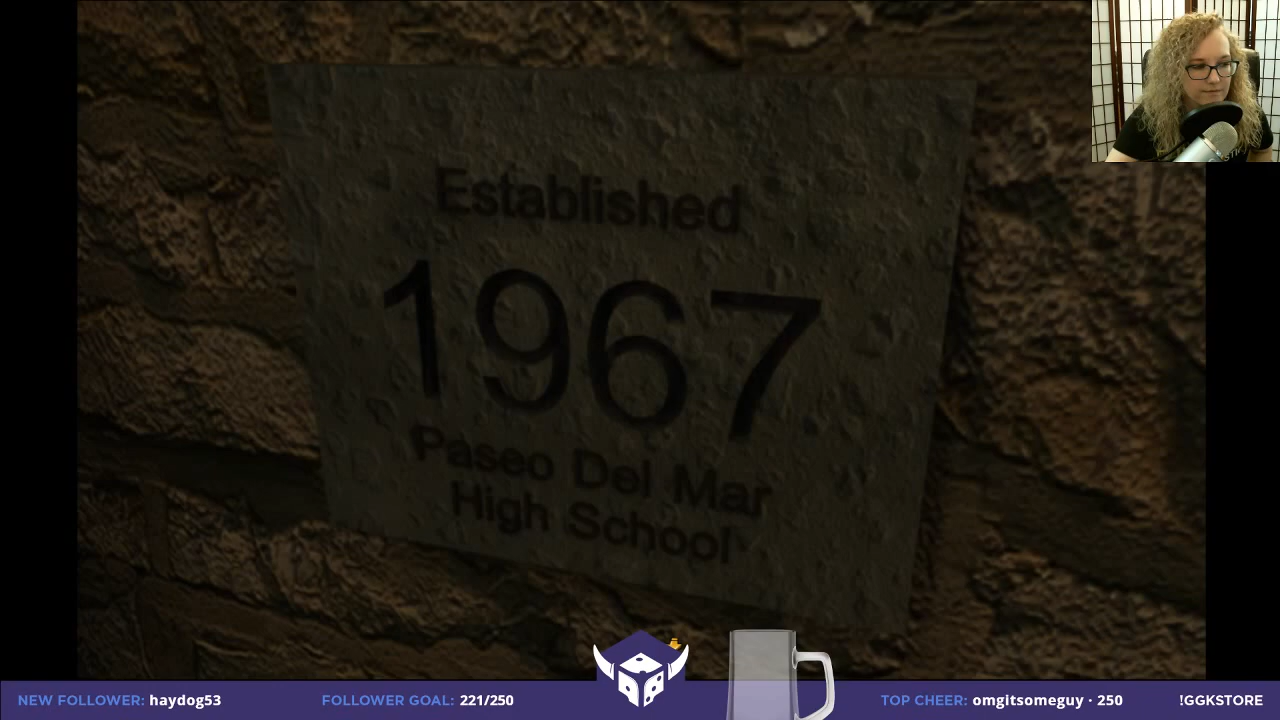 Established
1967
Paseo Del Mar
High School
NEW FOLLOWER: haydog53
FOLLOWER GOAL: 221/250
TOP CHEER: omgitsomeguy · 250
!GGKSTORE